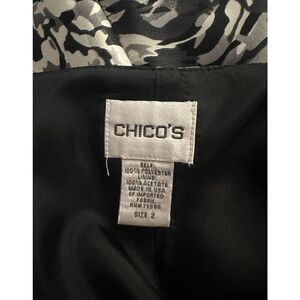 CHICO'S
SELF
100% POLYESTER
LINING
100% ACETATE
MADE IN USA
OF IMPORTED
FABRIC
SIZE 2